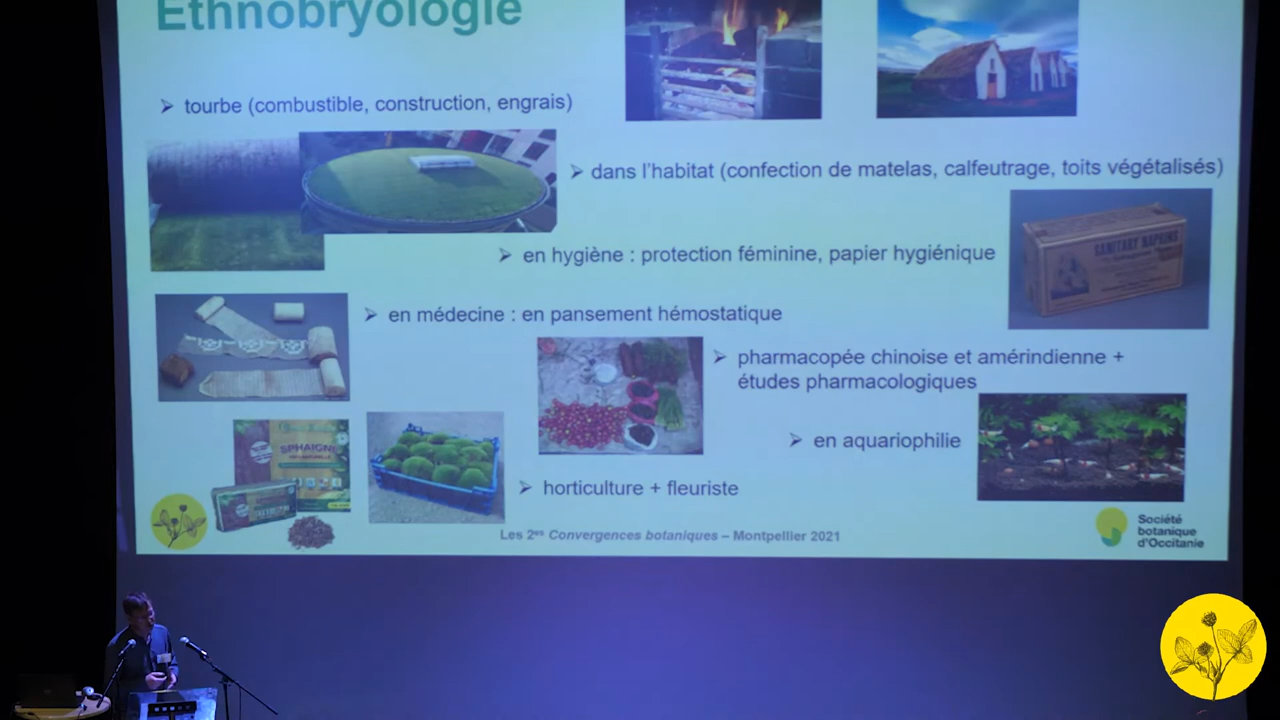 Ethnobryologie
➢ tourbe (combustible, construction, engrais)
➢ dans l'habitat (confection de matelas, calfeutrage, toits végétalisés)
➢ en hygiène : protection féminine, papier hygiénique
SANITARY NAPKINS
➢ en médecine : en pansement hémostatique
➢ pharmacopée chinoise et amérindienne +
études pharmacologiques
➢ en aquariophilie
SPHAIGNE
➢ horticulture + fleuriste
Les 2es Convergences botaniques – Montpellier 2021
Société
botanique
d'Occitanie